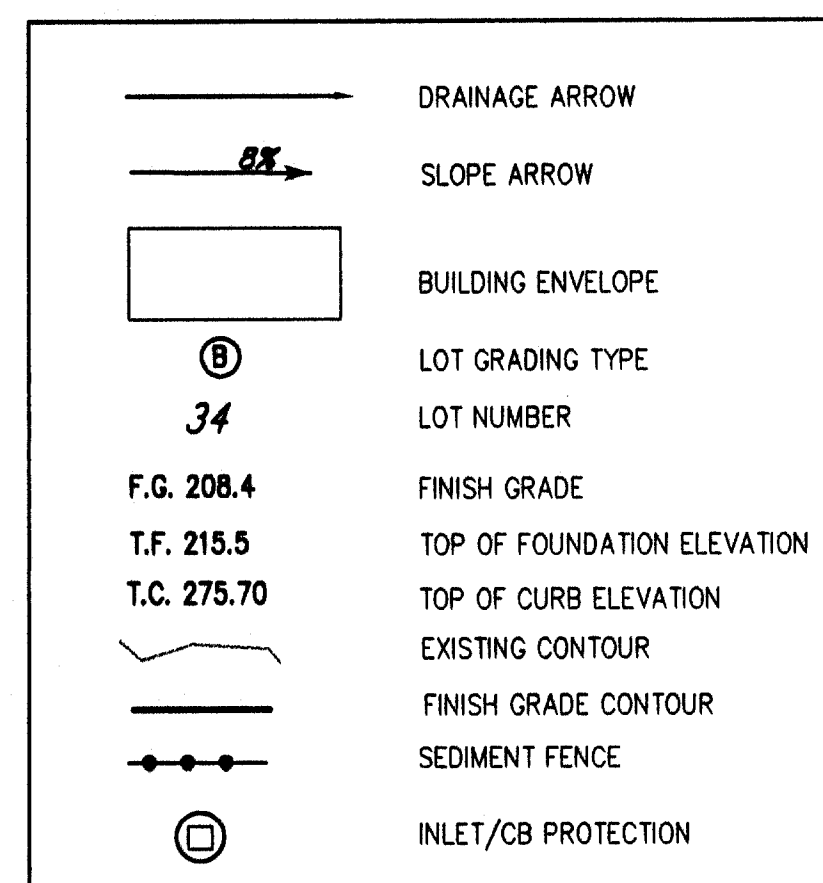 DRAINAGE ARROW
8% SLOPE ARROW
BUILDING ENVELOPE
B LOT GRADING TYPE
34 LOT NUMBER
F.G. 208.4 FINISH GRADE
T.F. 215.5 TOP OF FOUNDATION ELEVATION
T.C. 275.70 TOP OF CURB ELEVATION
EXISTING CONTOUR
FINISH GRADE CONTOUR
SEDIMENT FENCE
INLET/CB PROTECTION